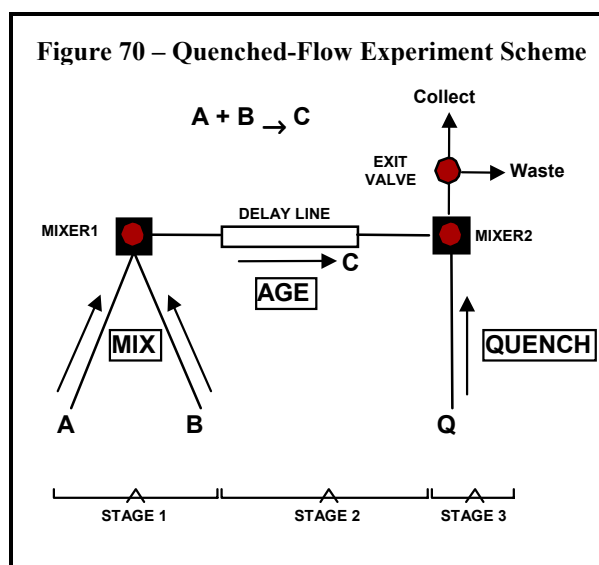 Figure 70 – Quenched-Flow Experiment Scheme
Collect
A + B → C
EXIT
VALVE
Waste
DELAY LINE
MIXER1
MIXER2
C
AGE
MIX
QUENCH
A
B
Q
STAGE 1
STAGE 2
STAGE 3